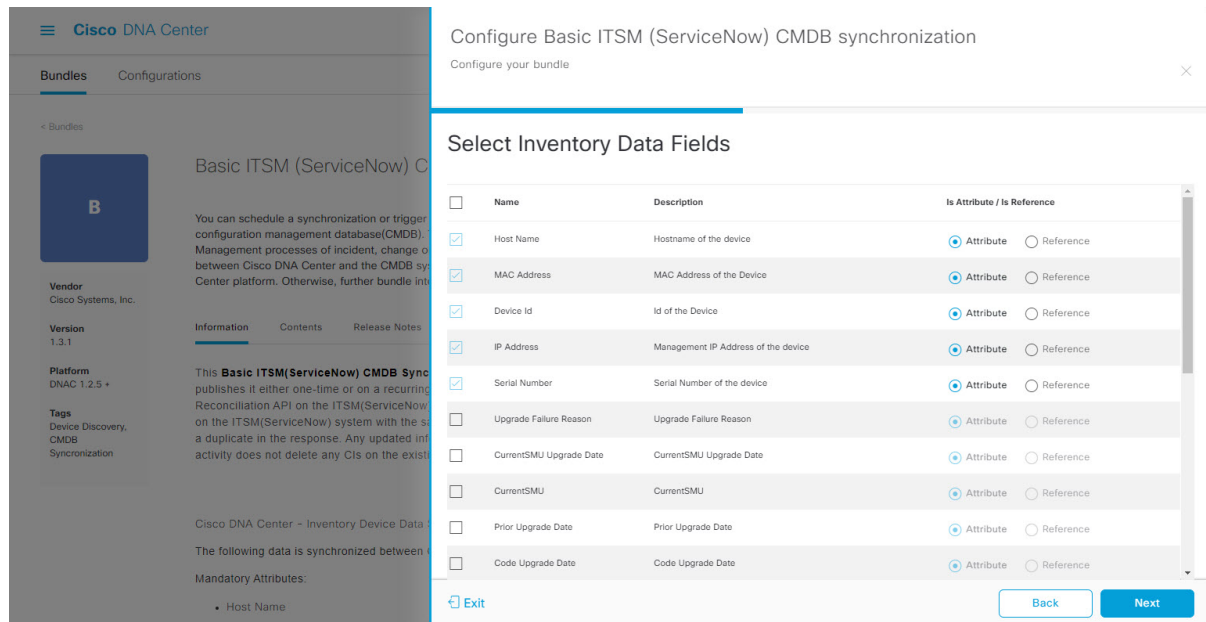 Cisco DNA Center
Bundles Configurations
< Bundles
B
Vendor
Cisco Systems, Inc.
Version
1.3.1
Platform
DNAC 1.2.5 +
Tags
Device Discovery,
CMDB
Syncronization
Basic ITSM (ServiceNow) C
You can schedule a synchronization or trigger
configuration management database(CMDB).
Management processes of incident, change o
between Cisco DNA Center and the CMDB sy
Center platform. Otherwise, further bundle int
Information Contents Release Notes
This Basic ITSM(ServiceNow) CMDB Sync
publishes it either one-time or on a recurring
Reconciliation API on the ITSM(ServiceNow
on the ITSM(ServiceNow) system with the sa
a duplicate in the response. Any updated inf
activity does not delete any CIs on the existi
Cisco DNA Center - Inventory Device Data
The following data is synchronized between
Mandatory Attributes:
• Host Name
Configure Basic ITSM (ServiceNow) CMDB synchronization
Configure your bundle
Select Inventory Data Fields
Name Description Is Attribute / Is Reference
Host Name Hostname of the device Attribute Reference
MAC Address MAC Address of the Device Attribute Reference
Device Id Id of the Device Attribute Reference
IP Address Management IP Address of the device Attribute Reference
Serial Number Serial Number of the device Attribute Reference
Upgrade Failure Reason Upgrade Failure Reason Attribute Reference
CurrentSMU Upgrade Date CurrentSMU Upgrade Date Attribute Reference
CurrentSMU CurrentSMU Attribute Reference
Prior Upgrade Date Prior Upgrade Date Attribute Reference
Code Upgrade Date Code Upgrade Date Attribute Reference
Exit Back Next